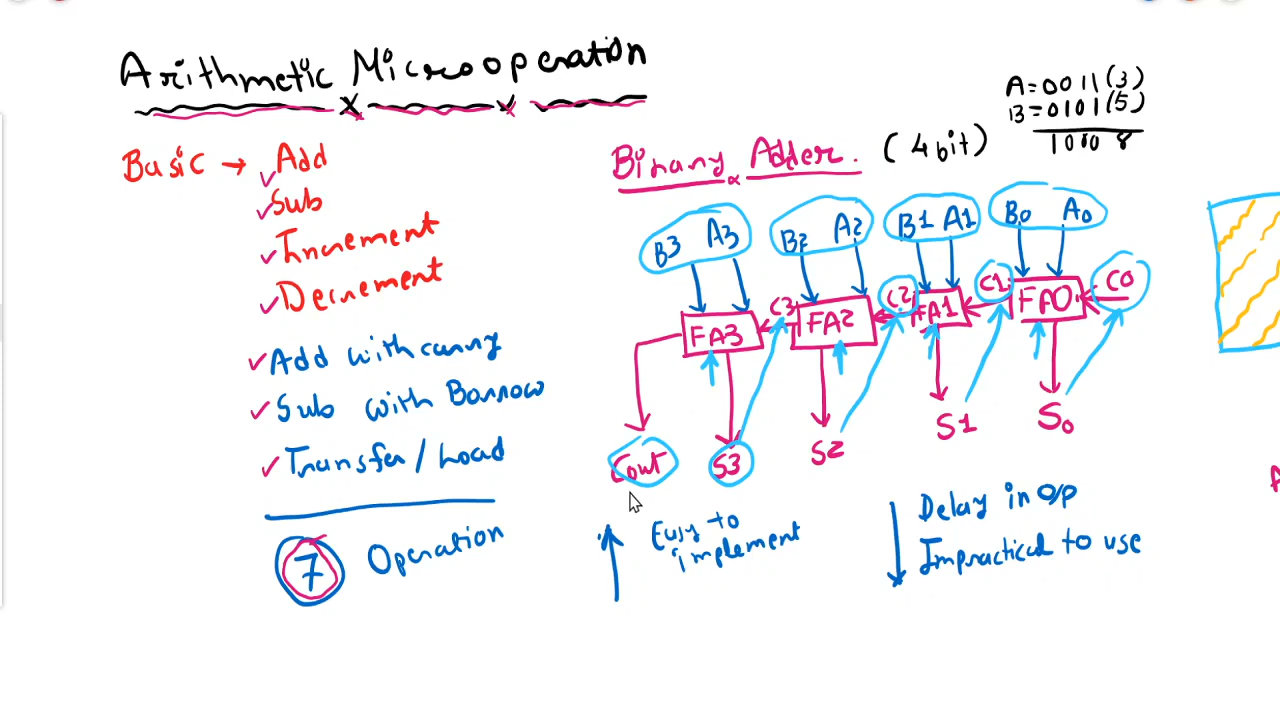 Arithmetic Microoperation
Basic → Add
Sub
Increment
Decrement
Add with carry
Sub with Borrow
Transfer / Load
7 Operation
A=0011(3)
B=0101(5)
1000 8
Binary Adder. (4bit)
B3 A3 B2 A2 B1 A1 B0 A0
FA3 C3 FA2 C2 FA1 C1 FA0 C0
Cout S3 S2 S1 S0
Easy to
implement
Delay in O/P
Impractical to use